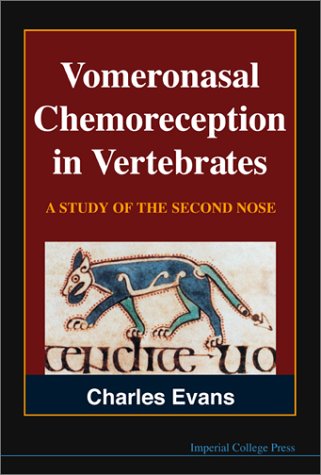 Vomeronasal
Chemoreception
in Vertebrates
A STUDY OF THE SECOND NOSE
Charles Evans
Imperial College Press